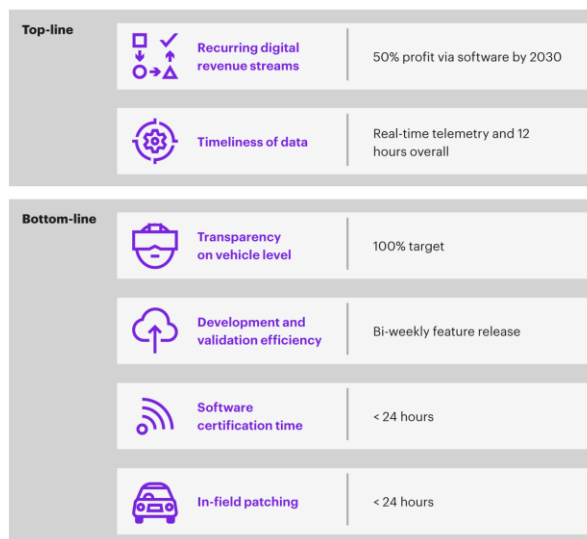 Top-line
Recurring digital
revenue streams
50% profit via software by 2030
Timeliness of data
Real-time telemetry and 12
hours overall
Bottom-line
Transparency
on vehicle level
100% target
Development and
validation efficiency
Bi-weekly feature release
Software
certification time
< 24 hours
In-field patching
< 24 hours